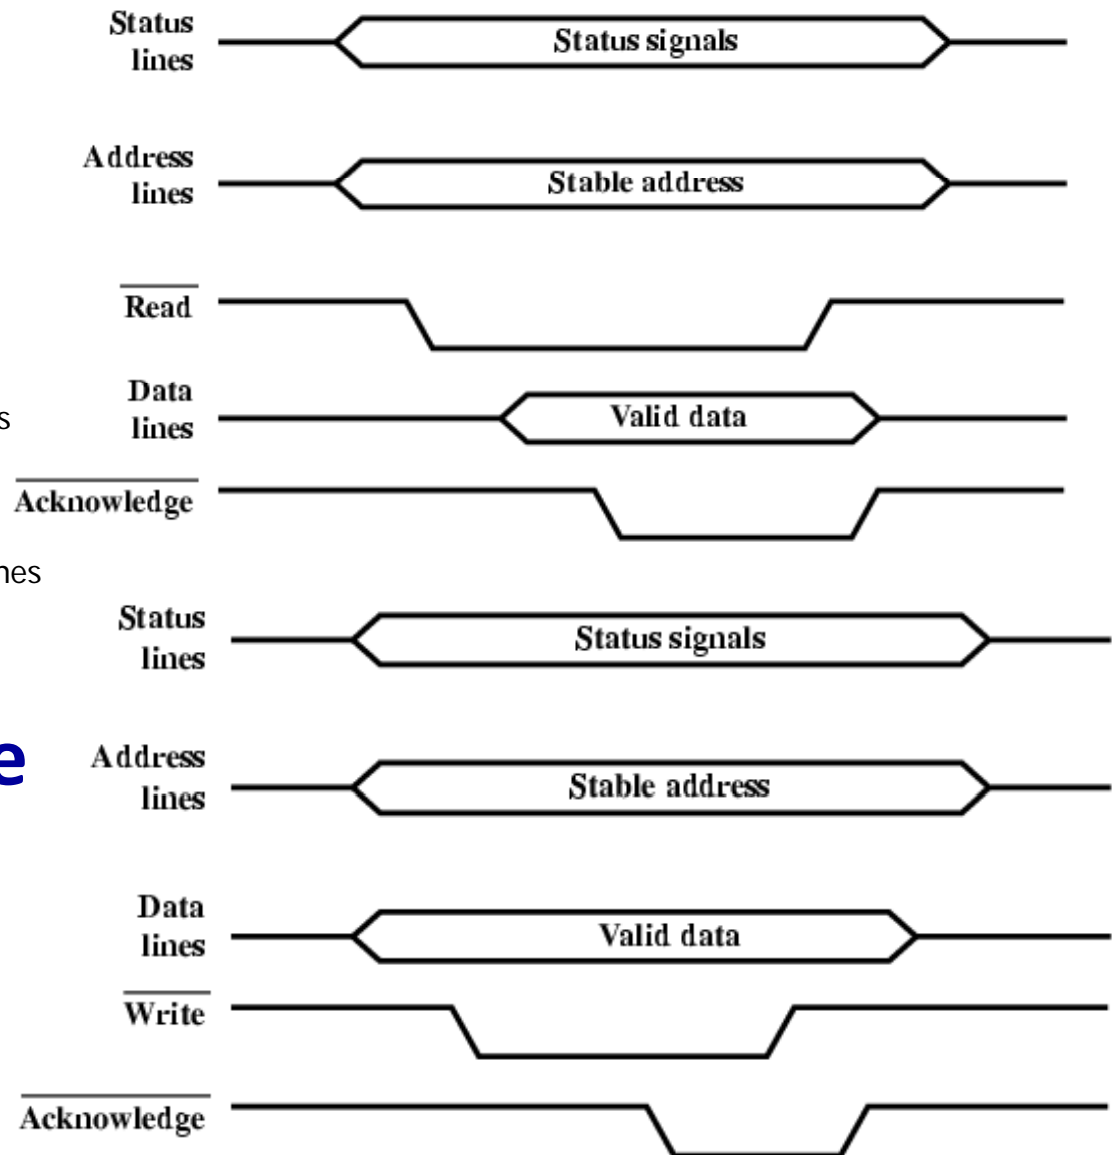 Status
lines
Status signals
Address
lines
Stable address
Read
Data
lines
Valid data
s
Acknowledge
nes
Status
lines
Status signals
e
Address
lines
Stable address
Data
lines
Valid data
Write
Acknowledge